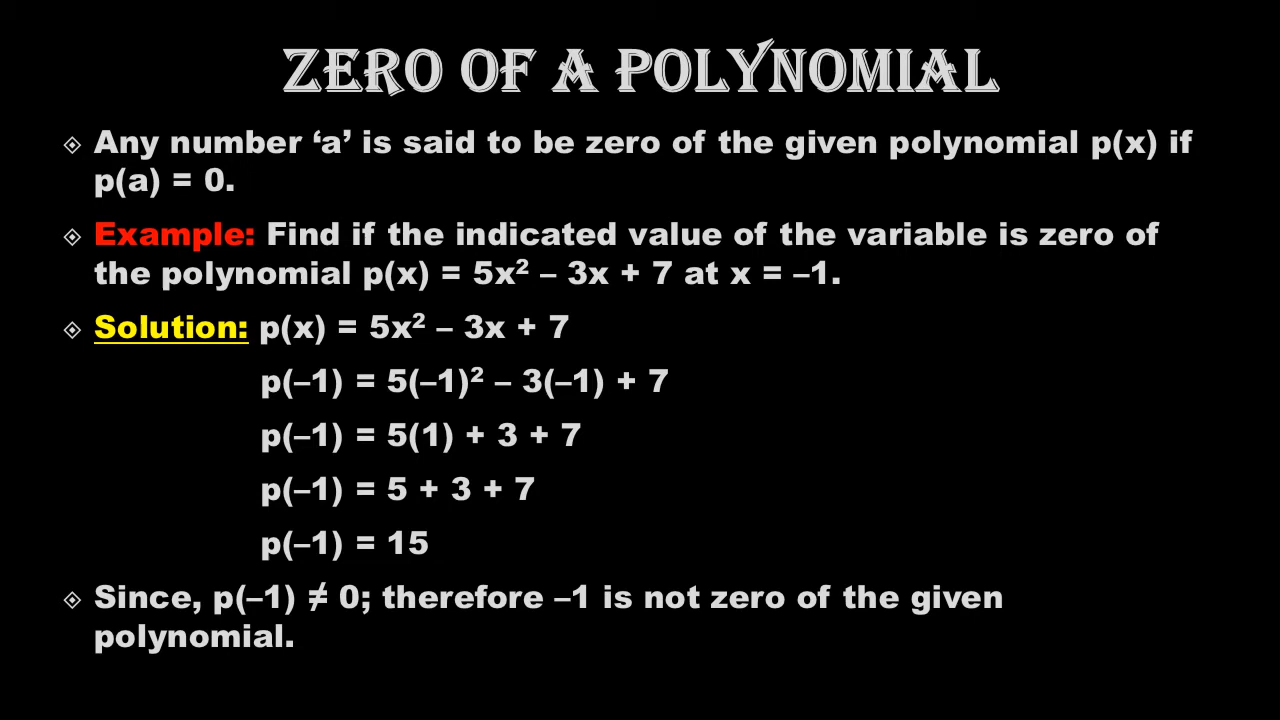 ZERO OF A POLYNOMIAL
Any number ‘a’ is said to be zero of the given polynomial p(x) if
p(a) = 0.
Example: Find if the indicated value of the variable is zero of
the polynomial p(x) = 5x² – 3x + 7 at x = –1.
Solution: p(x) = 5x² – 3x + 7
p(–1) = 5(–1)² – 3(–1) + 7
p(–1) = 5(1) + 3 + 7
p(–1) = 5 + 3 + 7
p(–1) = 15
Since, p(–1) ≠ 0; therefore –1 is not zero of the given
polynomial.